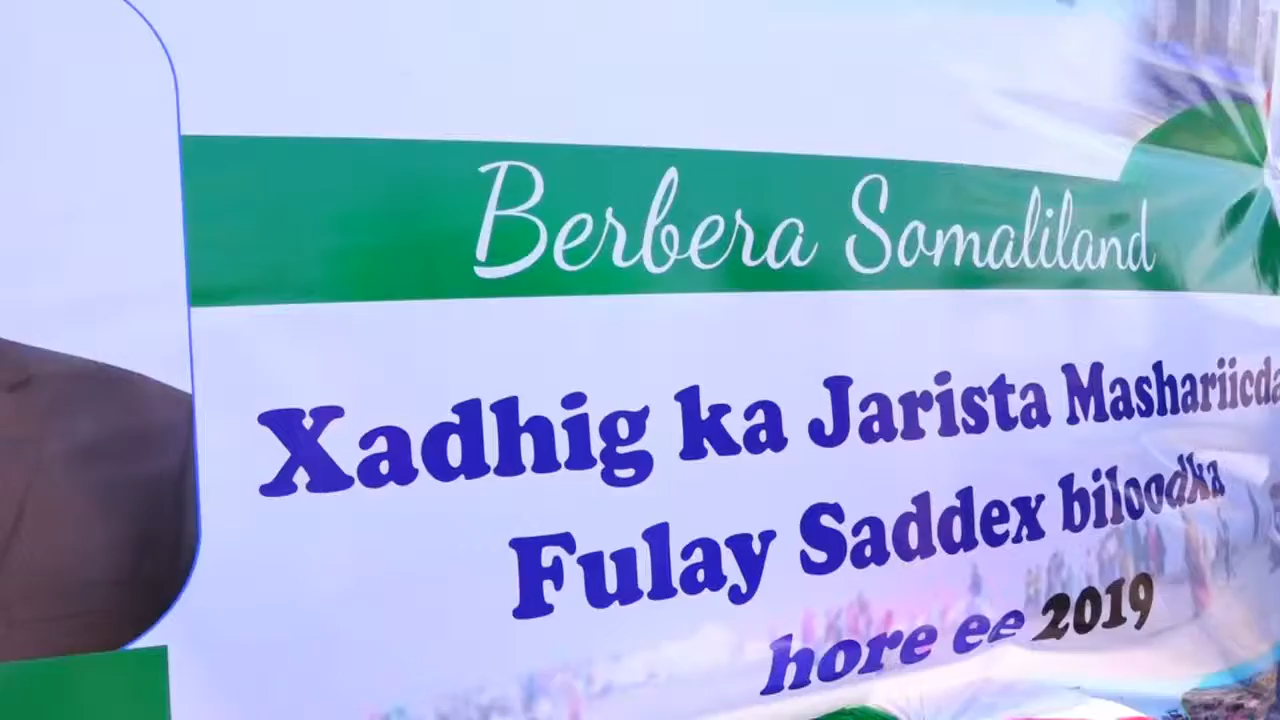 Berbera Somaliland
Xadhig ka Jarista Mashariicda
Fulay Saddex biloodka
hore ee 2019